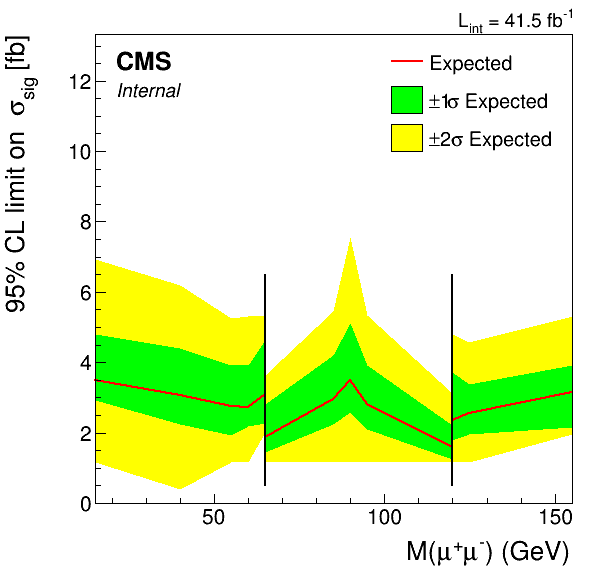 L_int = 41.5 fb^-1
95% CL limit on σ_sig [fb]
CMS
Internal
Expected
±1σ Expected
±2σ Expected
12
10
8
6
4
2
0
50
100
150
M(μ^+μ^-) (GeV)